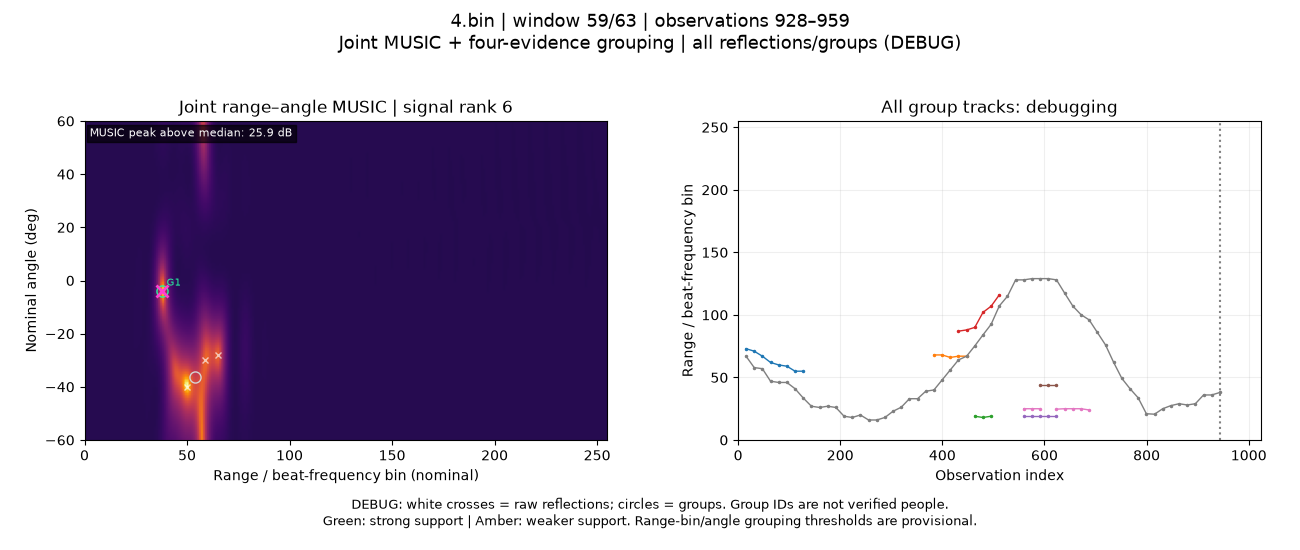 4.bin | window 59/63 | observations 928–959
Joint MUSIC + four-evidence grouping | all reflections/groups (DEBUG)
Joint range–angle MUSIC | signal rank 6
MUSIC peak above median: 25.9 dB
G1
60
40
20
0
−20
−40
−60
Nominal angle (deg)
0
50
100
150
200
250
Range / beat-frequency bin (nominal)
All group tracks: debugging
250
200
150
100
50
0
Range / beat-frequency bin
0
200
400
600
800
1000
Observation index
DEBUG: white crosses = raw reflections; circles = groups. Group IDs are not verified people.
Green: strong support | Amber: weaker support. Range-bin/angle grouping thresholds are provisional.